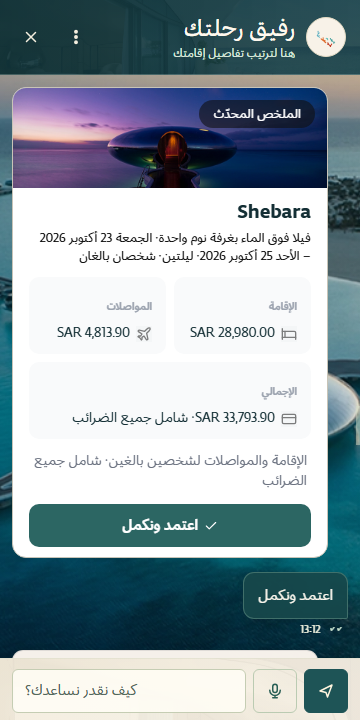 رفيق رحلتك
هنا لترتيب تفاصيل إقامتك
الملخص المحدّث
Shebara
فيلا فوق الماء بغرفة نوم واحدة· الجمعة 23 أكتوبر 2026
– الأحد 25 أكتوبر 2026· ليلتين· شخصان بالغان
الإقامة
SAR 28,980.00
المواصلات
SAR 4,813.90
الإجمالي
SAR 33,793.90· شامل جميع الضرائب
الإقامة والمواصلات لشخصين بالغين· شامل جميع
الضرائب
اعتمد ونكمل
اعتمد ونكمل
13:12
كيف نقدر نساعدك؟